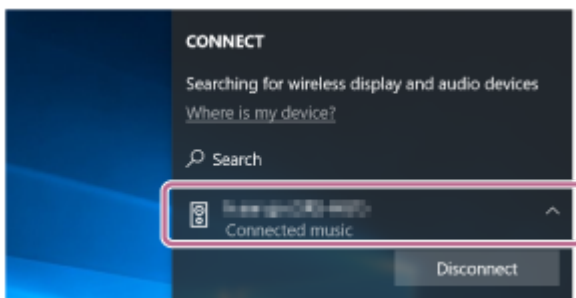 CONNECT
Searching for wireless display and audio devices
Where is my device?
Search
Connected music
Disconnect